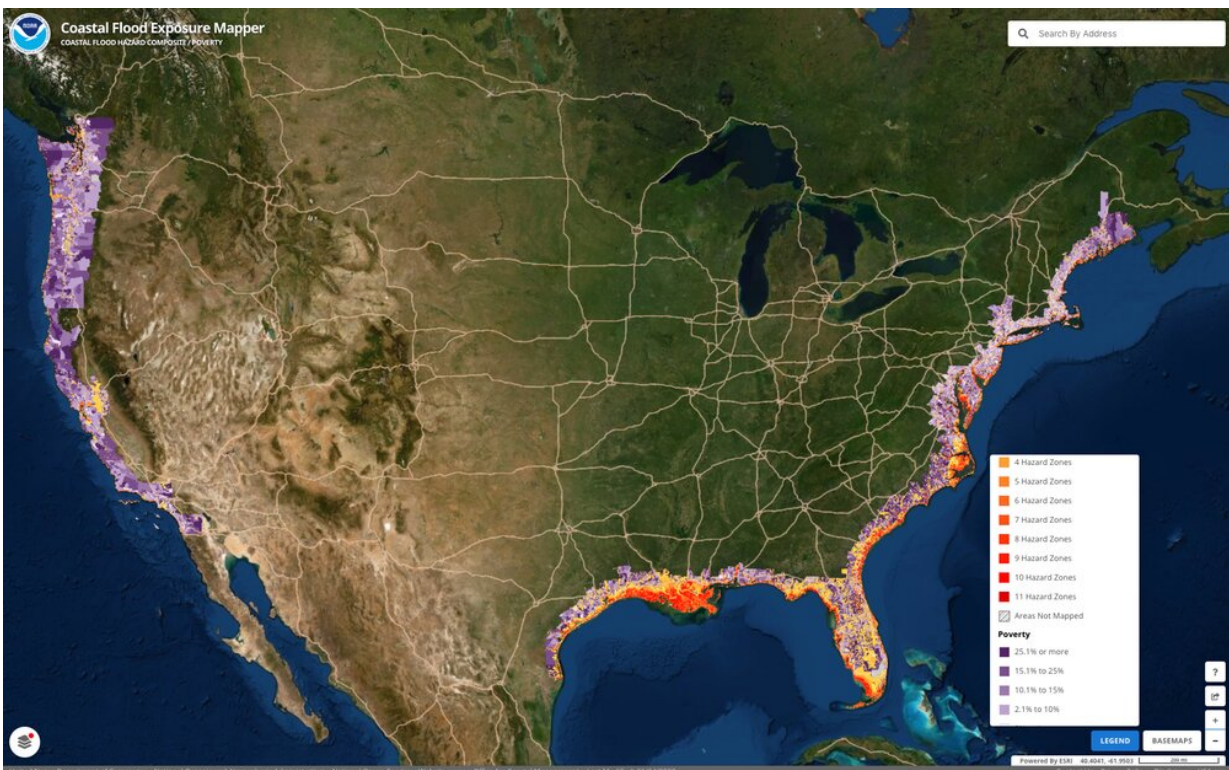 Coastal Flood Exposure Mapper
COASTAL FLOOD HAZARD COMPOSITE / POVERTY
Search By Address
4 Hazard Zones
5 Hazard Zones
6 Hazard Zones
7 Hazard Zones
8 Hazard Zones
9 Hazard Zones
10 Hazard Zones
11 Hazard Zones
Areas Not Mapped
Poverty
25.1% or more
15.1% to 25%
10.1% to 15%
2.1% to 10%
?
+
LEGEND
BASEMAPS
−
Powered By ESRI 40.4041, -61.9503